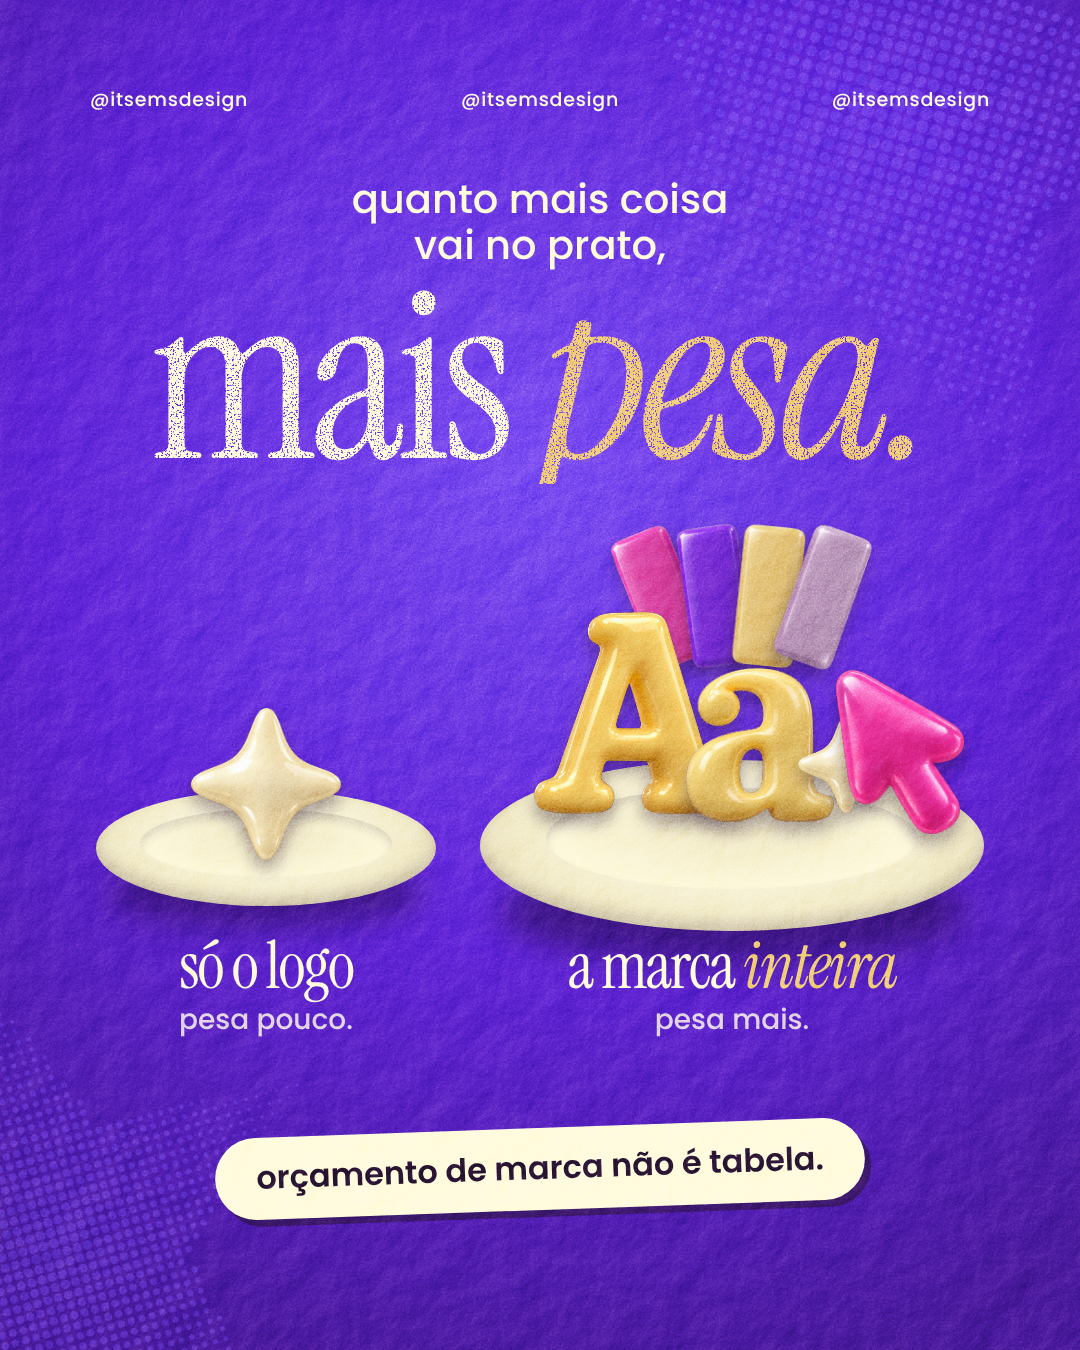 @itsemsdesign @itsemsdesign @itsemsdesign
quanto mais coisa
vai no prato,
mais pesa.
Aa
só o logo
pesa pouco.
a marca inteira
pesa mais.
orçamento de marca não é tabela.